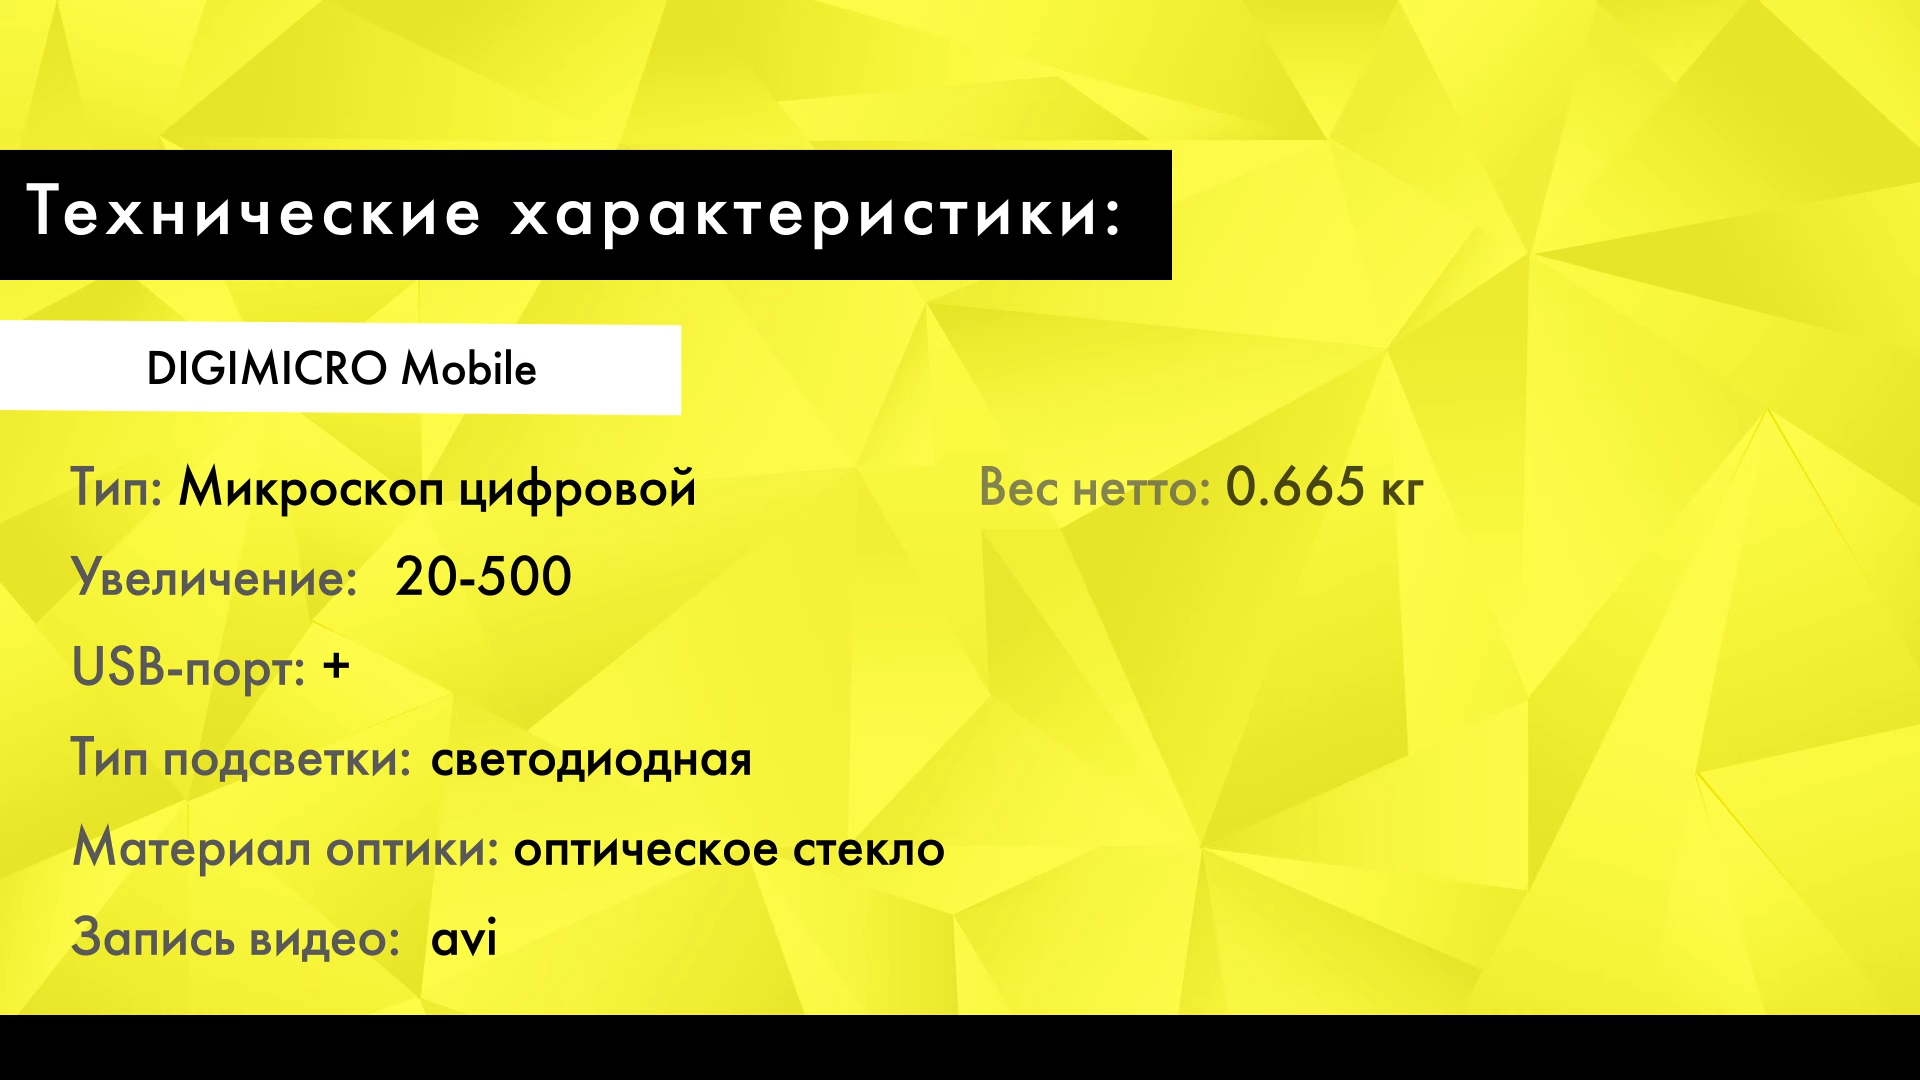 Технические характеристики:
DIGIMICRO Mobile
Тип: Микроскоп цифровой
Увеличение: 20-500
USB-порт: +
Тип подсветки: светодиодная
Материал оптики: оптическое стекло
Запись видео: avi
Вес нетто: 0.665 кг